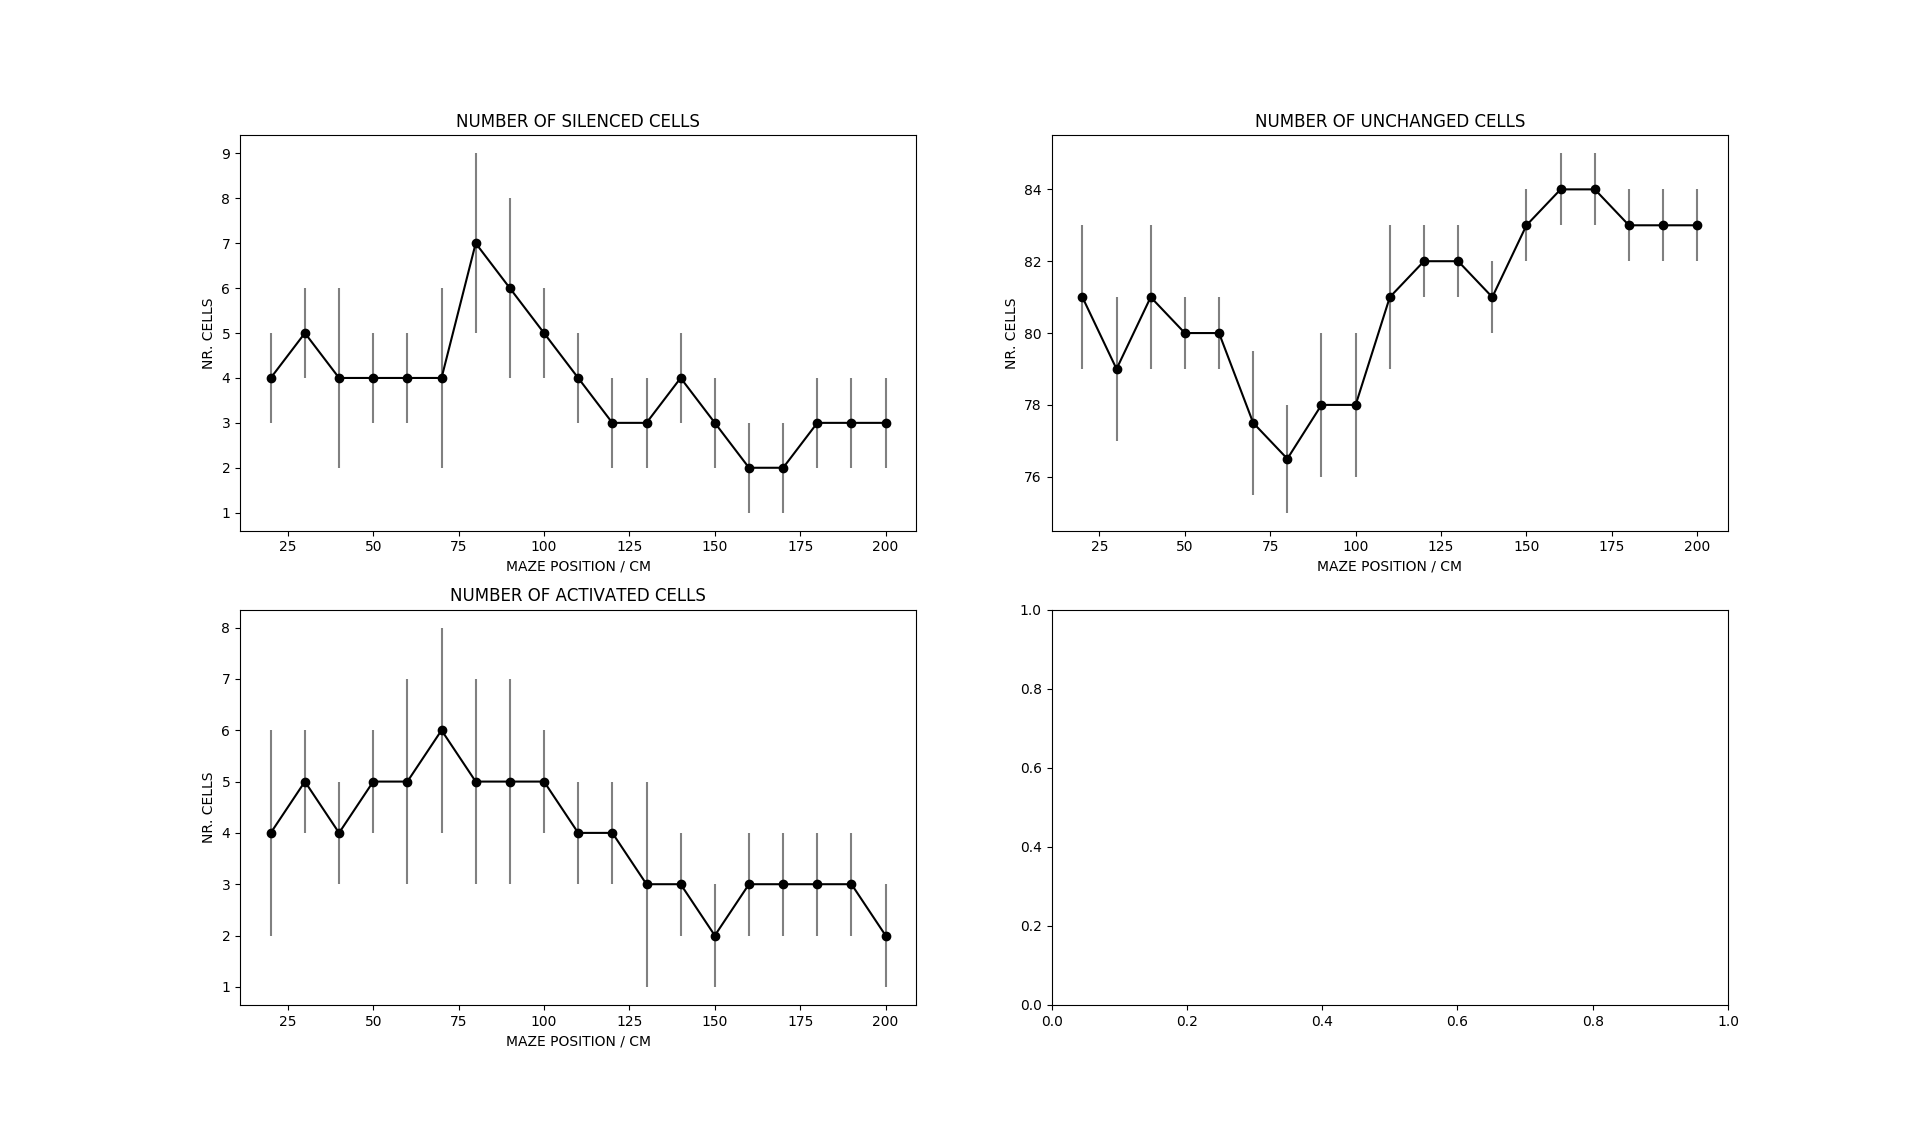 NUMBER OF SILENCED CELLS
9
8
7
6
5
4
3
2
1
NR. CELLS
25 50 75 100 125 150 175 200
MAZE POSITION / CM
NUMBER OF UNCHANGED CELLS
84
82
80
78
76
NR. CELLS
25 50 75 100 125 150 175 200
MAZE POSITION / CM
NUMBER OF ACTIVATED CELLS
8
7
6
5
4
3
2
1
NR. CELLS
25 50 75 100 125 150 175 200
MAZE POSITION / CM
1.0
0.8
0.6
0.4
0.2
0.0
0.0 0.2 0.4 0.6 0.8 1.0